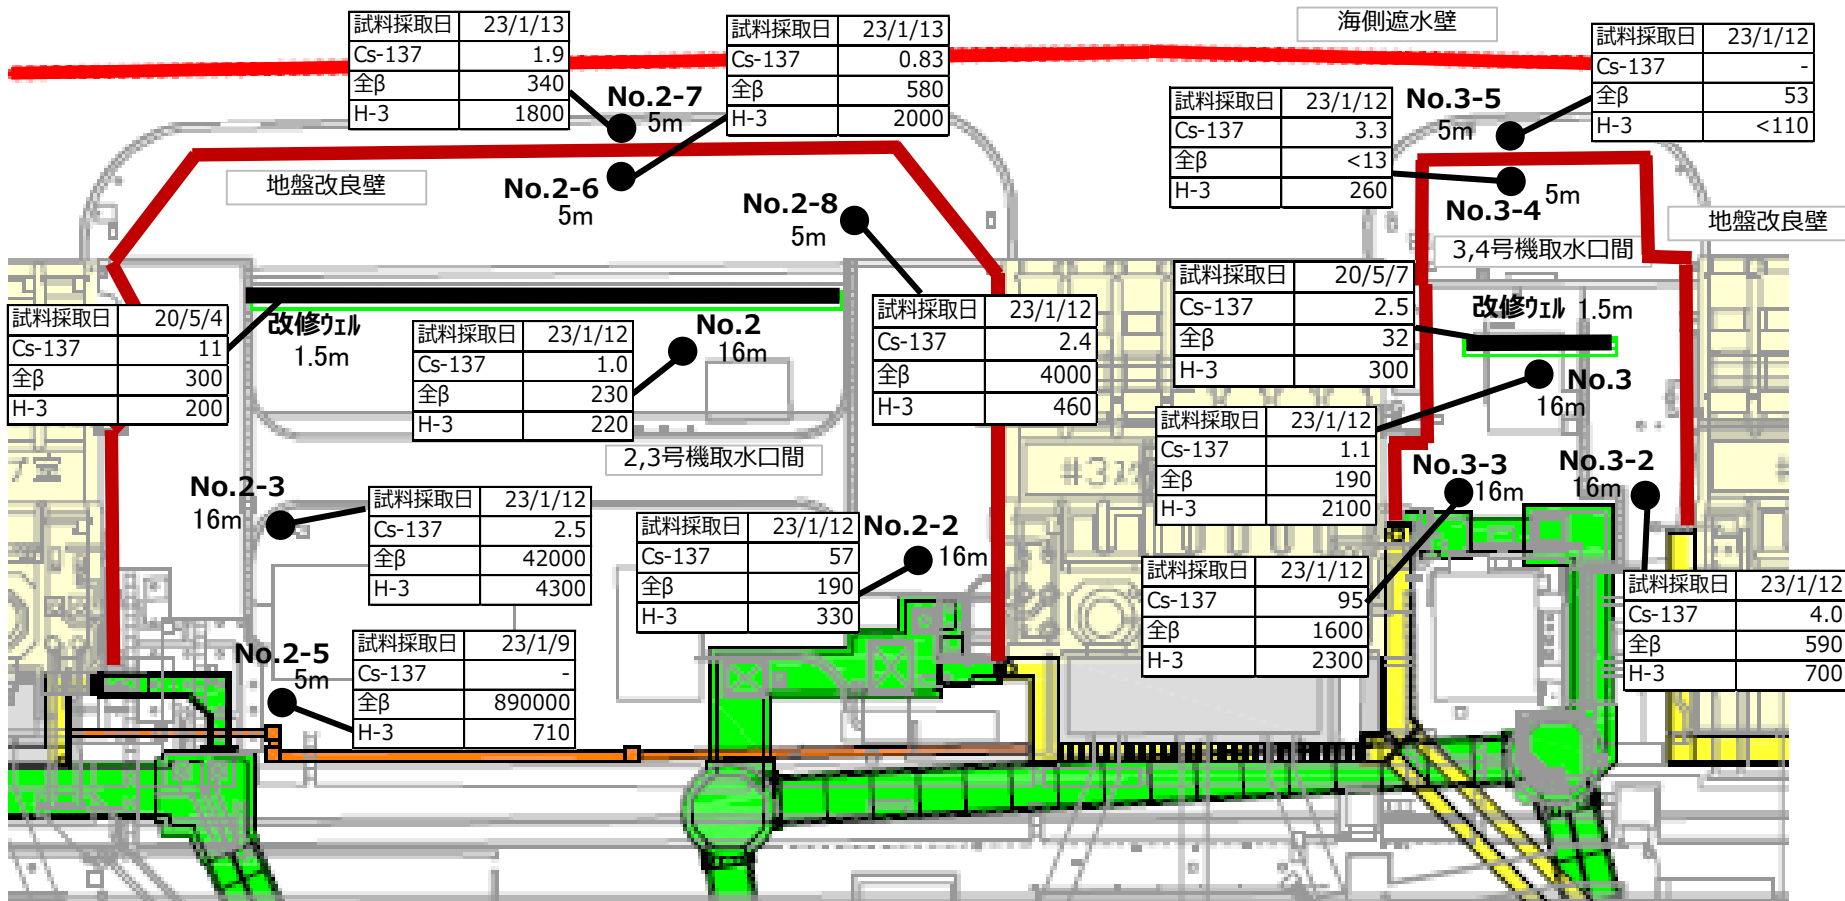 海側遮水壁
試料採取日 23/1/13
Cs-137 1.9
全β 340
H-3 1800
No.2-7
5m
試料採取日 23/1/13
Cs-137 0.83
全β 580
H-3 2000
No.2-6
5m
試料採取日 23/1/12
Cs-137 3.3
全β <13
H-3 260
No.3-4
5m
試料採取日 23/1/12
Cs-137 -
全β 53
H-3 <110
No.3-5
5m
地盤改良壁
地盤改良壁
No.2-8
5m
3,4号機取水口間
試料採取日 20/5/4
Cs-137 11
全β 300
H-3 200
改修ウェル
1.5m
試料採取日 23/1/12
Cs-137 1.0
全β 230
H-3 220
No.2
16m
試料採取日 23/1/12
Cs-137 2.4
全β 4000
H-3 460
試料採取日 20/5/7
Cs-137 2.5
全β 32
H-3 300
改修ウェル 1.5m
No.3
16m
試料採取日 23/1/12
Cs-137 1.1
全β 190
H-3 2100
2,3号機取水口間
No.2-3
16m
試料採取日 23/1/12
Cs-137 2.5
全β 42000
H-3 4300
試料採取日 23/1/12
Cs-137 57
全β 190
H-3 330
No.2-2
16m
No.3-3
16m
No.3-2
16m
試料採取日 23/1/12
Cs-137 95
全β 1600
H-3 2300
試料採取日 23/1/12
Cs-137 4.0
全β 590
H-3 700
No.2-5
5m
試料採取日 23/1/9
Cs-137 -
全β 890000
H-3 710